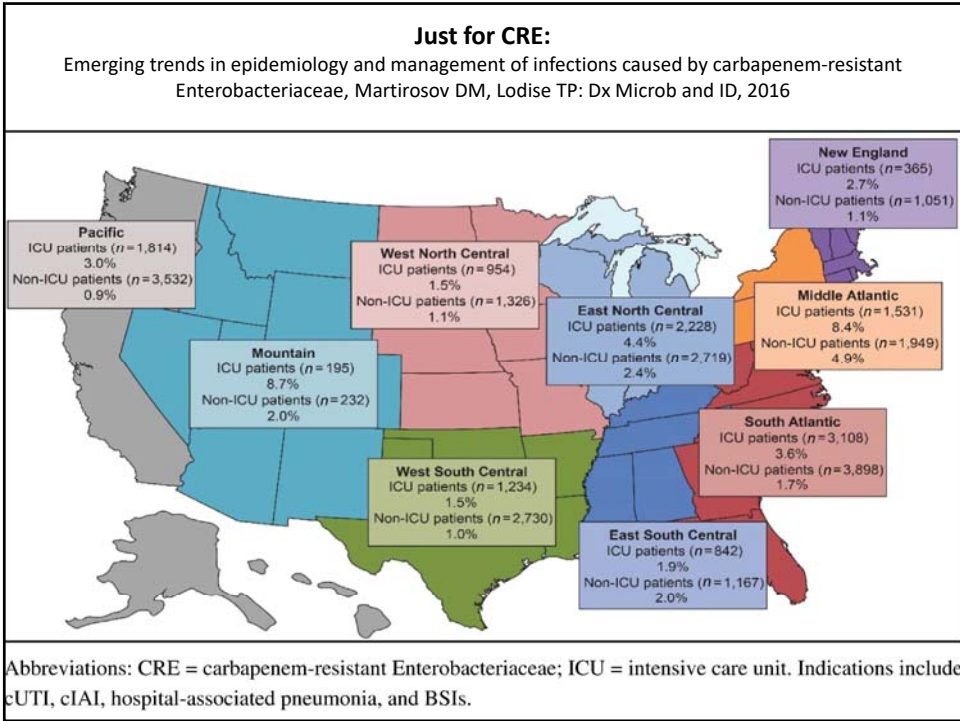 Just for CRE:
Emerging trends in epidemiology and management of infections caused by carbapenem-resistant
Enterobacteriaceae, Martirosov DM, Lodise TP: Dx Microb and ID, 2016
New England
ICU patients (n=365)
2.7%
Non-ICU patients (n=1,051)
1.1%
Pacific
ICU patients (n=1,814)
3.0%
Non-ICU patients (n=3,532)
0.9%
West North Central
ICU patients (n=954)
1.5%
Non-ICU patients (n=1,326)
1.1%
East North Central
ICU patients (n=2,228)
4.4%
Non-ICU patients (n=2,719)
2.4%
Middle Atlantic
ICU patients (n=1,531)
8.4%
Non-ICU patients (n=1,949)
4.9%
Mountain
ICU patients (n=195)
8.7%
Non-ICU patients (n=232)
2.0%
South Atlantic
ICU patients (n=3,108)
3.6%
Non-ICU patients (n=3,898)
1.7%
West South Central
ICU patients (n=1,234)
1.5%
Non-ICU patients (n=2,730)
1.0%
East South Central
ICU patients (n=842)
1.9%
Non-ICU patients (n=1,167)
2.0%
Abbreviations: CRE = carbapenem-resistant Enterobacteriaceae; ICU = intensive care unit. Indications include
cUTI, cIAI, hospital-associated pneumonia, and BSIs.